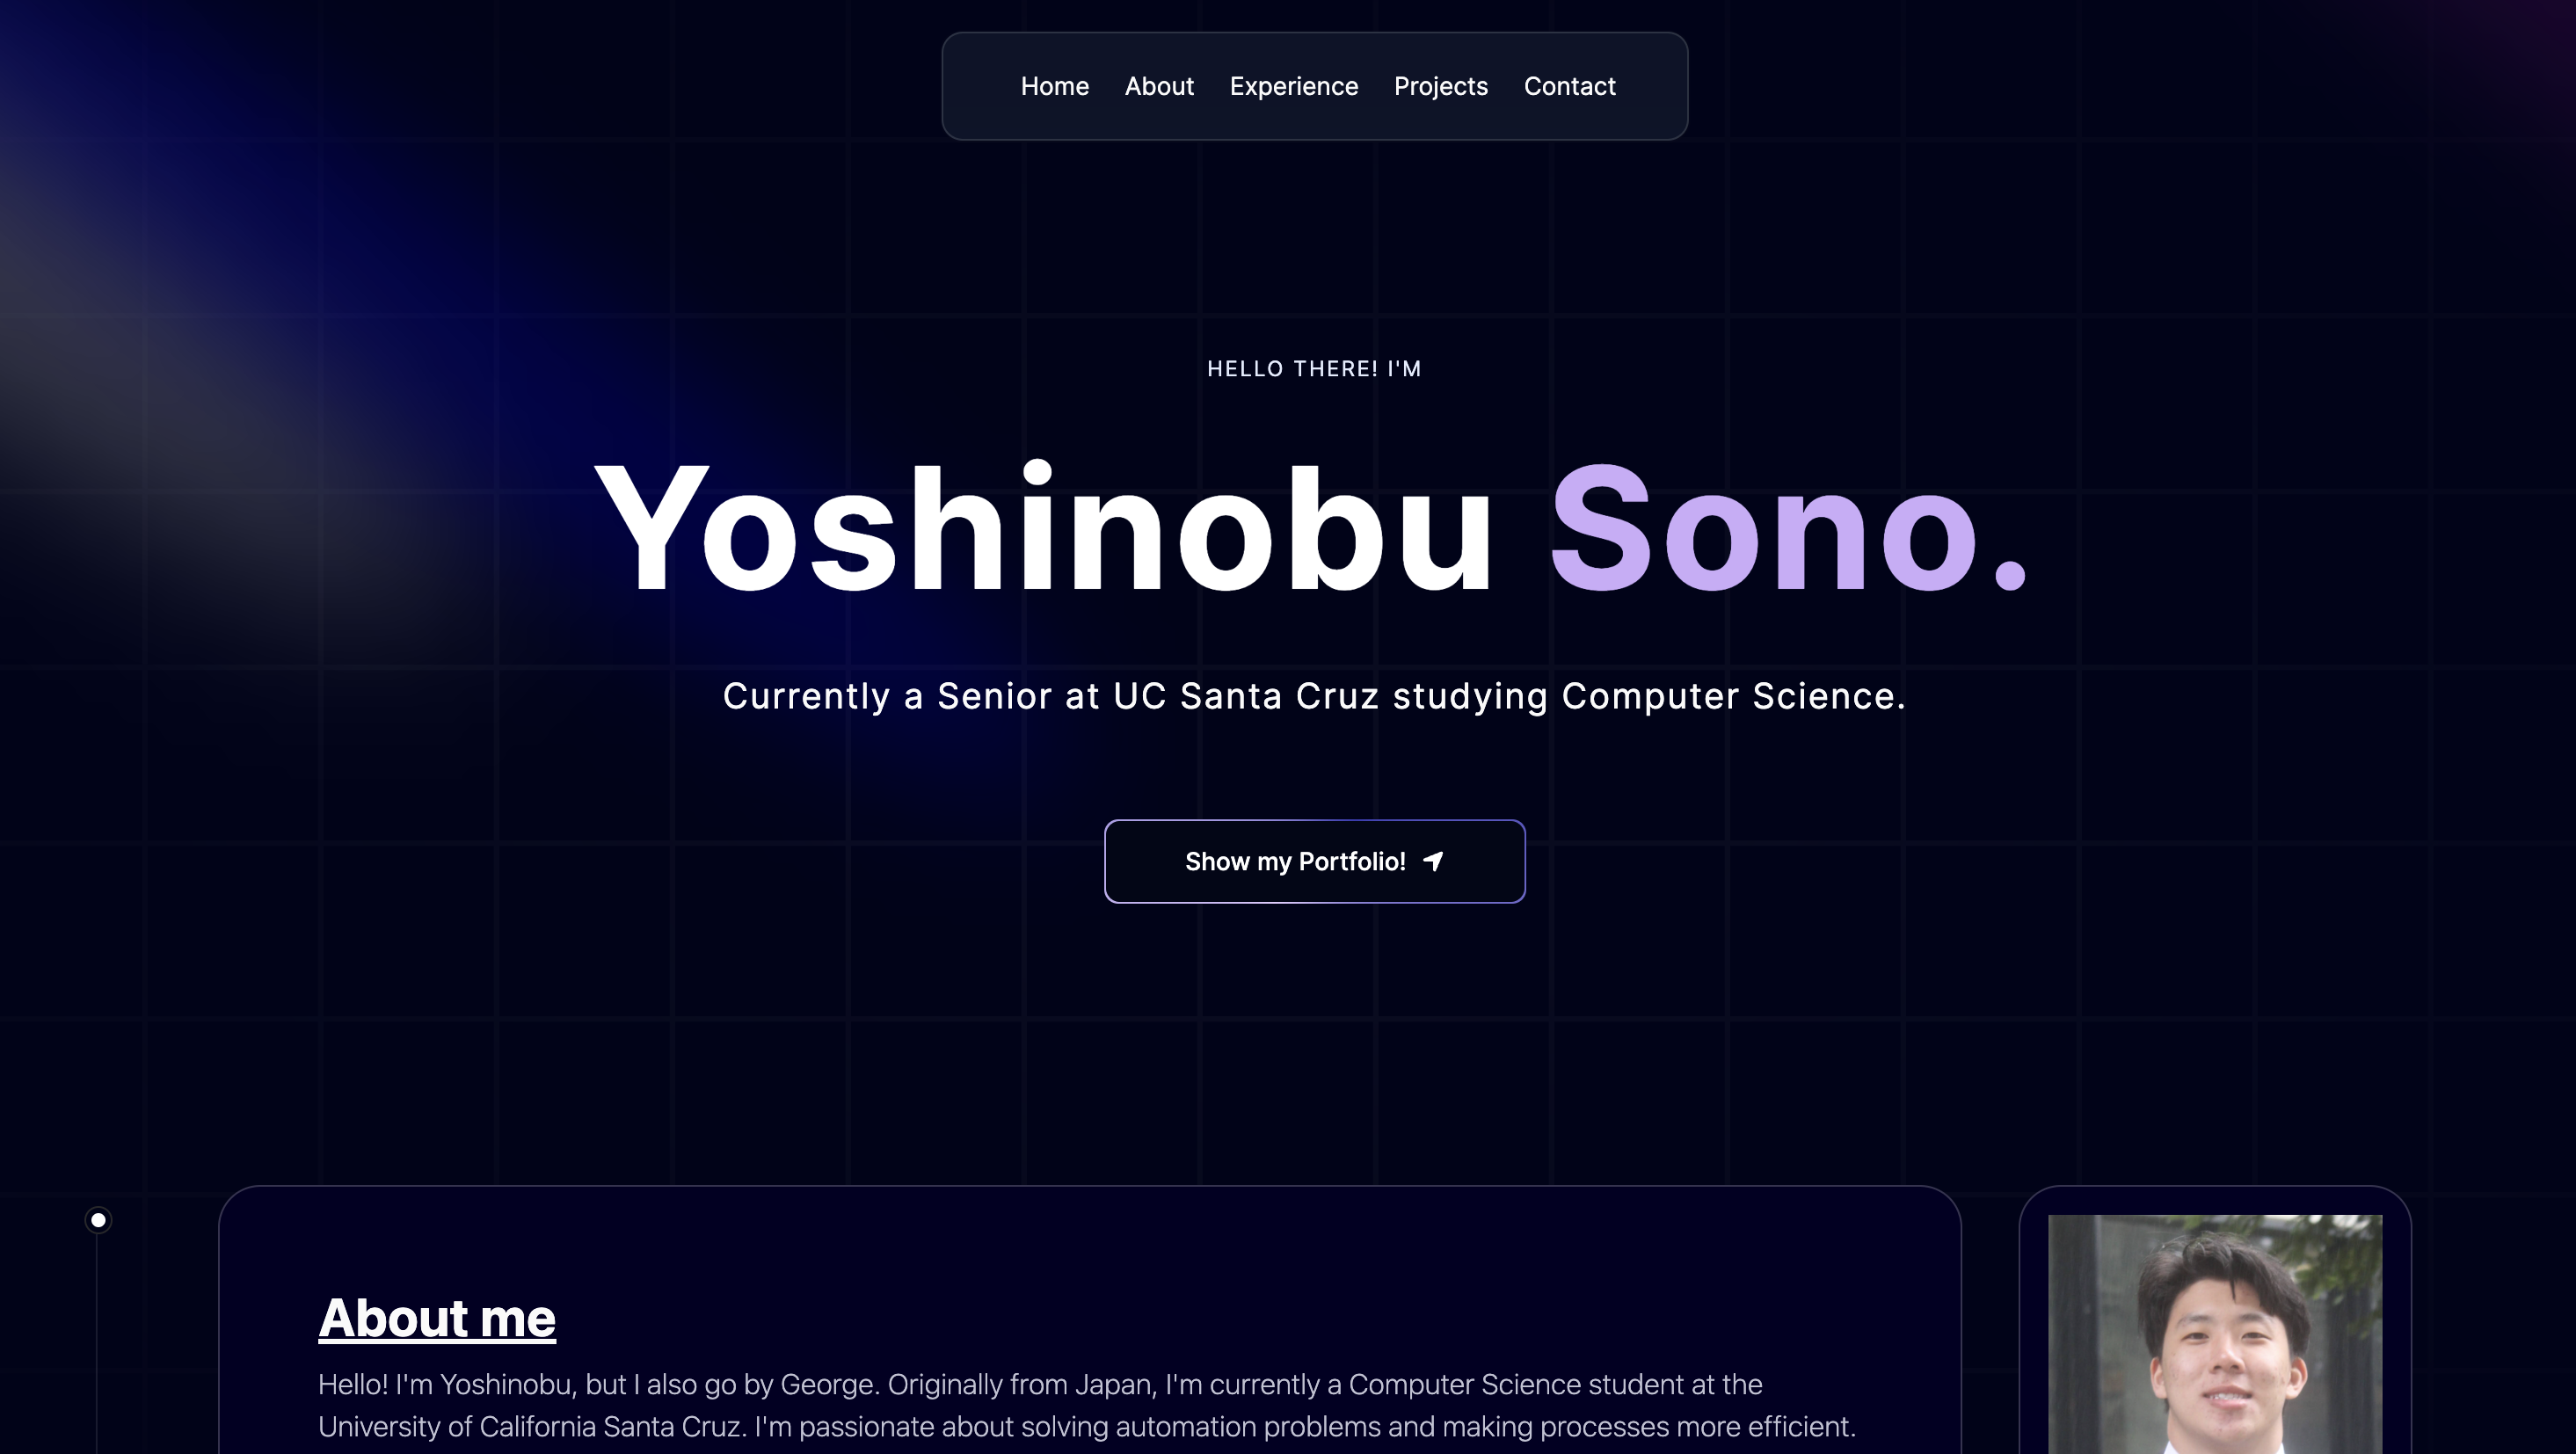 Home About Experience Projects Contact
HELLO THERE! I'M
Yoshinobu Sono.
Currently a Senior at UC Santa Cruz studying Computer Science.
Show my Portfolio!
About me
Hello! I'm Yoshinobu, but I also go by George. Originally from Japan, I'm currently a Computer Science student at the
University of California Santa Cruz. I'm passionate about solving automation problems and making processes more efficient.